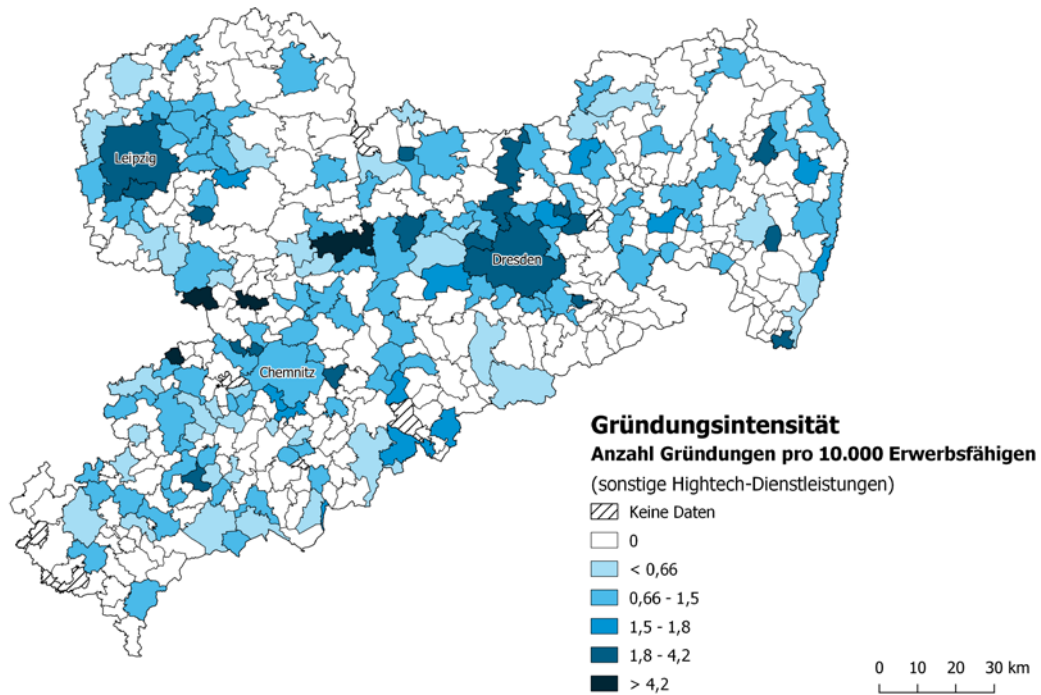 Leipzig
Dresden
Chemnitz
Gründungsintensität
Anzahl Gründungen pro 10.000 Erwerbsfähigen
(sonstige Hightech-Dienstleistungen)
Keine Daten
0
< 0,66
0,66 - 1,5
1,5 - 1,8
1,8 - 4,2
> 4,2
0 10 20 30 km